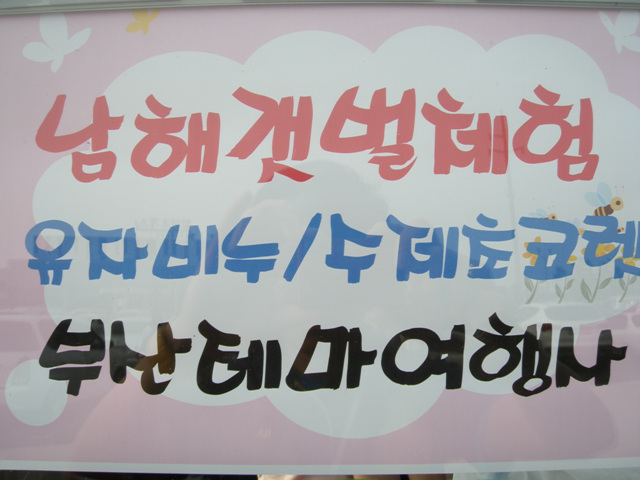 남해갯벌체험
유자비누/수제초코렛
부산테마여행사